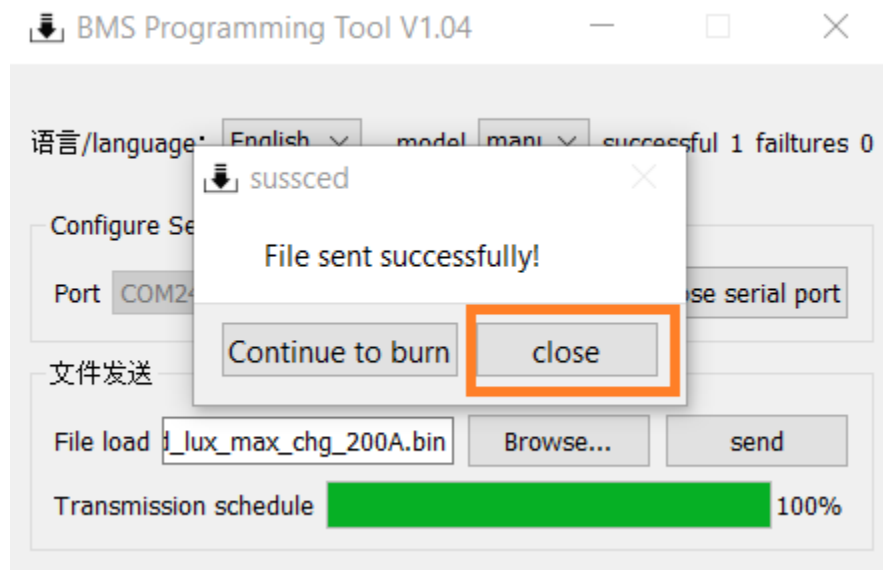 BMS Programming Tool V1.04
语言/language: English model manu successful 1 failtures 0
sussced
Configure Se
File sent successfully!
Port COM24 ose serial port
Continue to burn close
文件发送
File load d_lux_max_chg_200A.bin Browse... send
Transmission schedule 100%